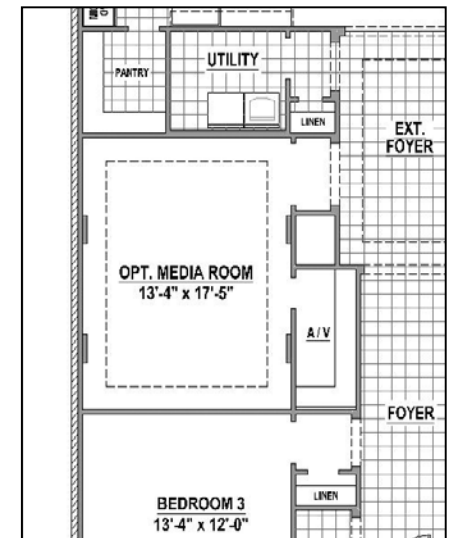 PANTRY
UTILITY
LINEN
EXT.
FOYER
OPT. MEDIA ROOM
13'-4" x 17'-5"
A/V
FOYER
LINEN
BEDROOM 3
13'-4" x 12'-0"